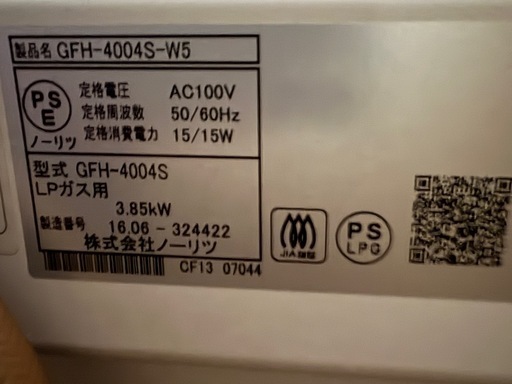 製品名 GFH-4004S-W5
PS
E
ノーリツ
定格電圧 AC100V
定格周波数 50/60Hz
定格消費電力 15/15W
型式 GFH-4004S
LPガス用
3.85kW
製造番号 16.06 - 324422
株式会社ノーリツ
CF13 07044
JIA
PS
LPG